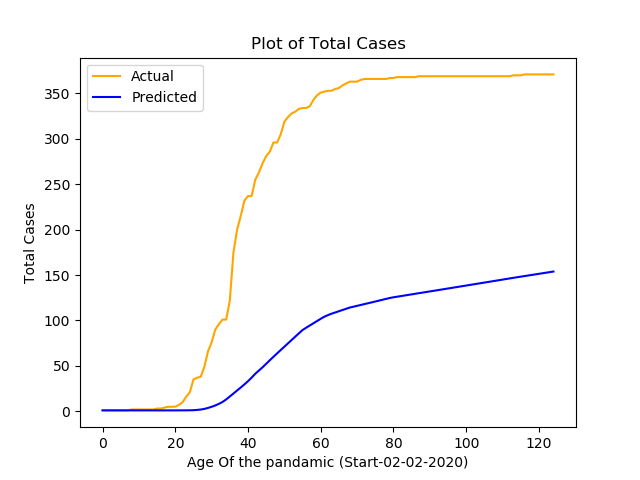 Plot of Total Cases
Actual
Predicted
350
300
250
200
150
100
50
0
Total Cases
0 20 40 60 80 100 120
Age Of the pandamic (Start-02-02-2020)